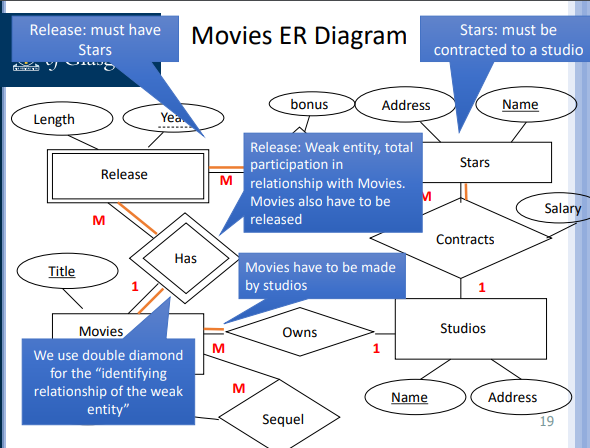 Release: must have
Stars
Movies ER Diagram
Stars: must be
contracted to a studio
of Glasg
Length
Yea
bonus
Address
Name
Release
M
Release: Weak entity, total
participation in
relationship with Movies.
Movies also have to be
released
Stars
M
M
Salary
Contracts
Has
Title
1
Movies have to be made
by studios
1
Movies
Owns
Studios
M
1
We use double diamond
for the “identifying
relationship of the weak
entity”
M
Sequel
Name
Address
19